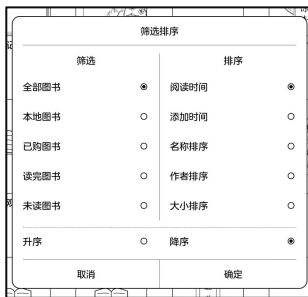 筛选排序
筛选 排序
全部图书 阅读时间
本地图书 添加时间
已购图书 名称排序
读完图书 作者排序
未读图书 大小排序
升序 降序
取消 确定